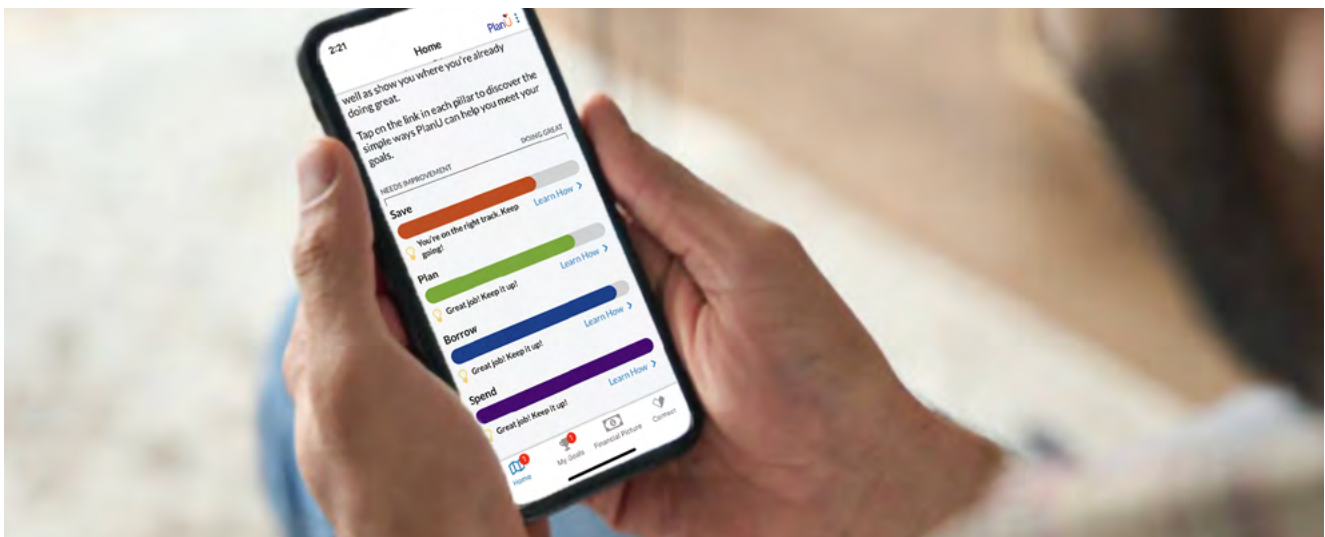 2:21
Home
PlanU
well as show you where you're already
doing great.
Tap on the link in each pillar to discover the
simple ways PlanU can help you meet your
goals.
NEEDS IMPROVEMENT
DOING GREAT
Save
You're on the right track. Keep
going!
Learn How >
Plan
Great job! Keep it up!
Learn How >
Borrow
Great job! Keep it up!
Learn How >
Spend
Great job! Keep it up!
Learn How >
1
Home
1
My Goals
Financial Picture
Connect